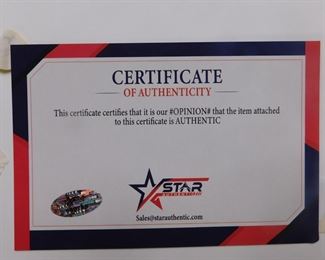 CERTIFICATE
OF AUTHENTICITY
This certificate certifies that it is our #OPINION# that the item attached
to this certificate is AUTHENTIC
STAR
AUTHENTIC
Sales@starauthentic.com